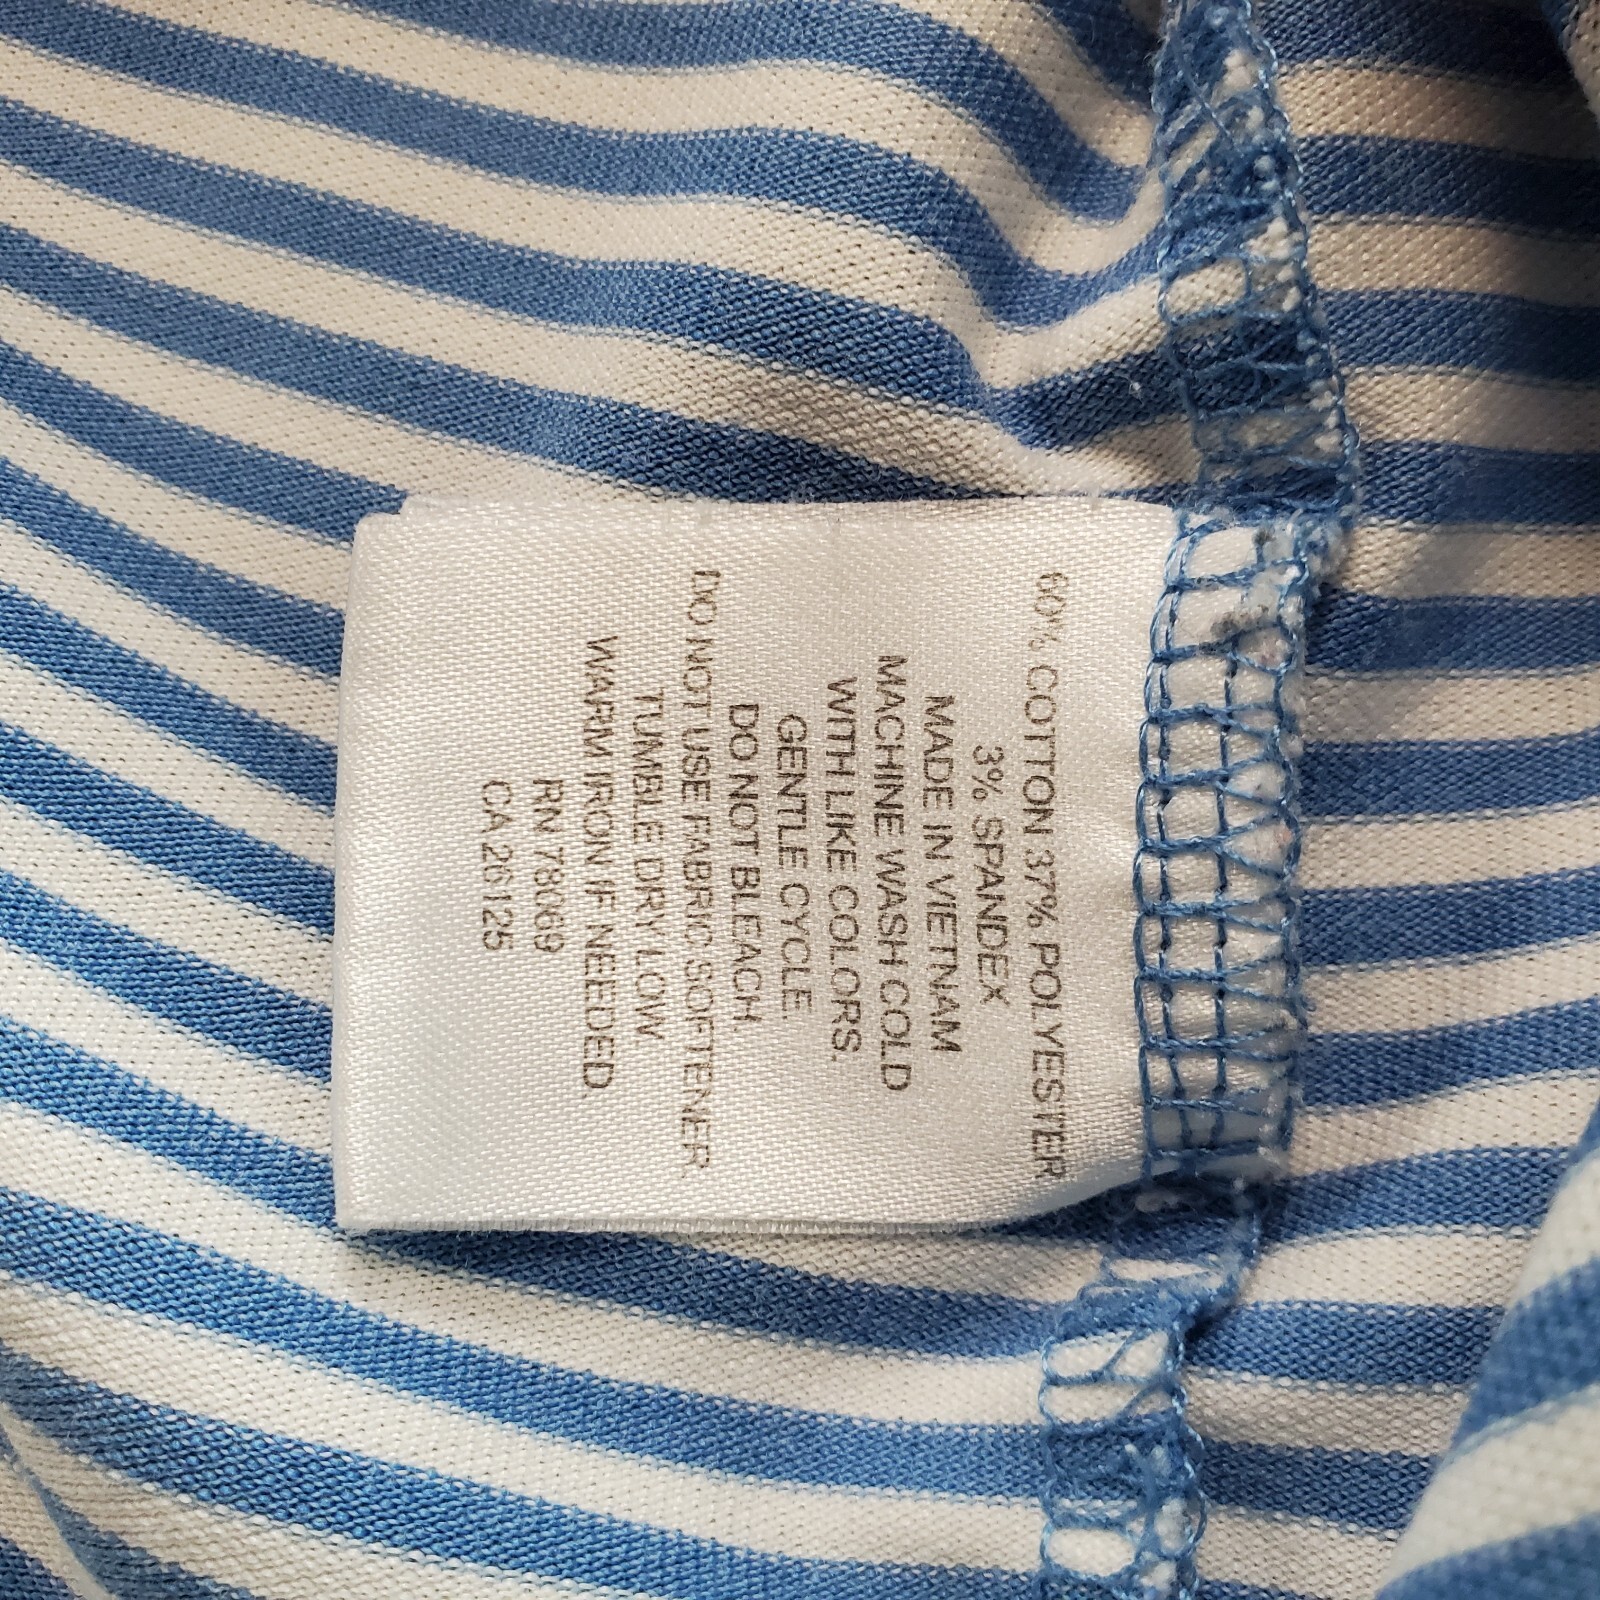 60% COTTON 37% POLYESTER
3% SPANDEX
MADE IN VIETNAM
MACHINE WASH COLD
WITH LIKE COLORS.
GENTLE CYCLE.
DO NOT BLEACH.
DO NOT USE FABRIC SOFTENER
TUMBLE DRY LOW.
WARM IRON IF NEEDED.
RN 78069
CA 26125